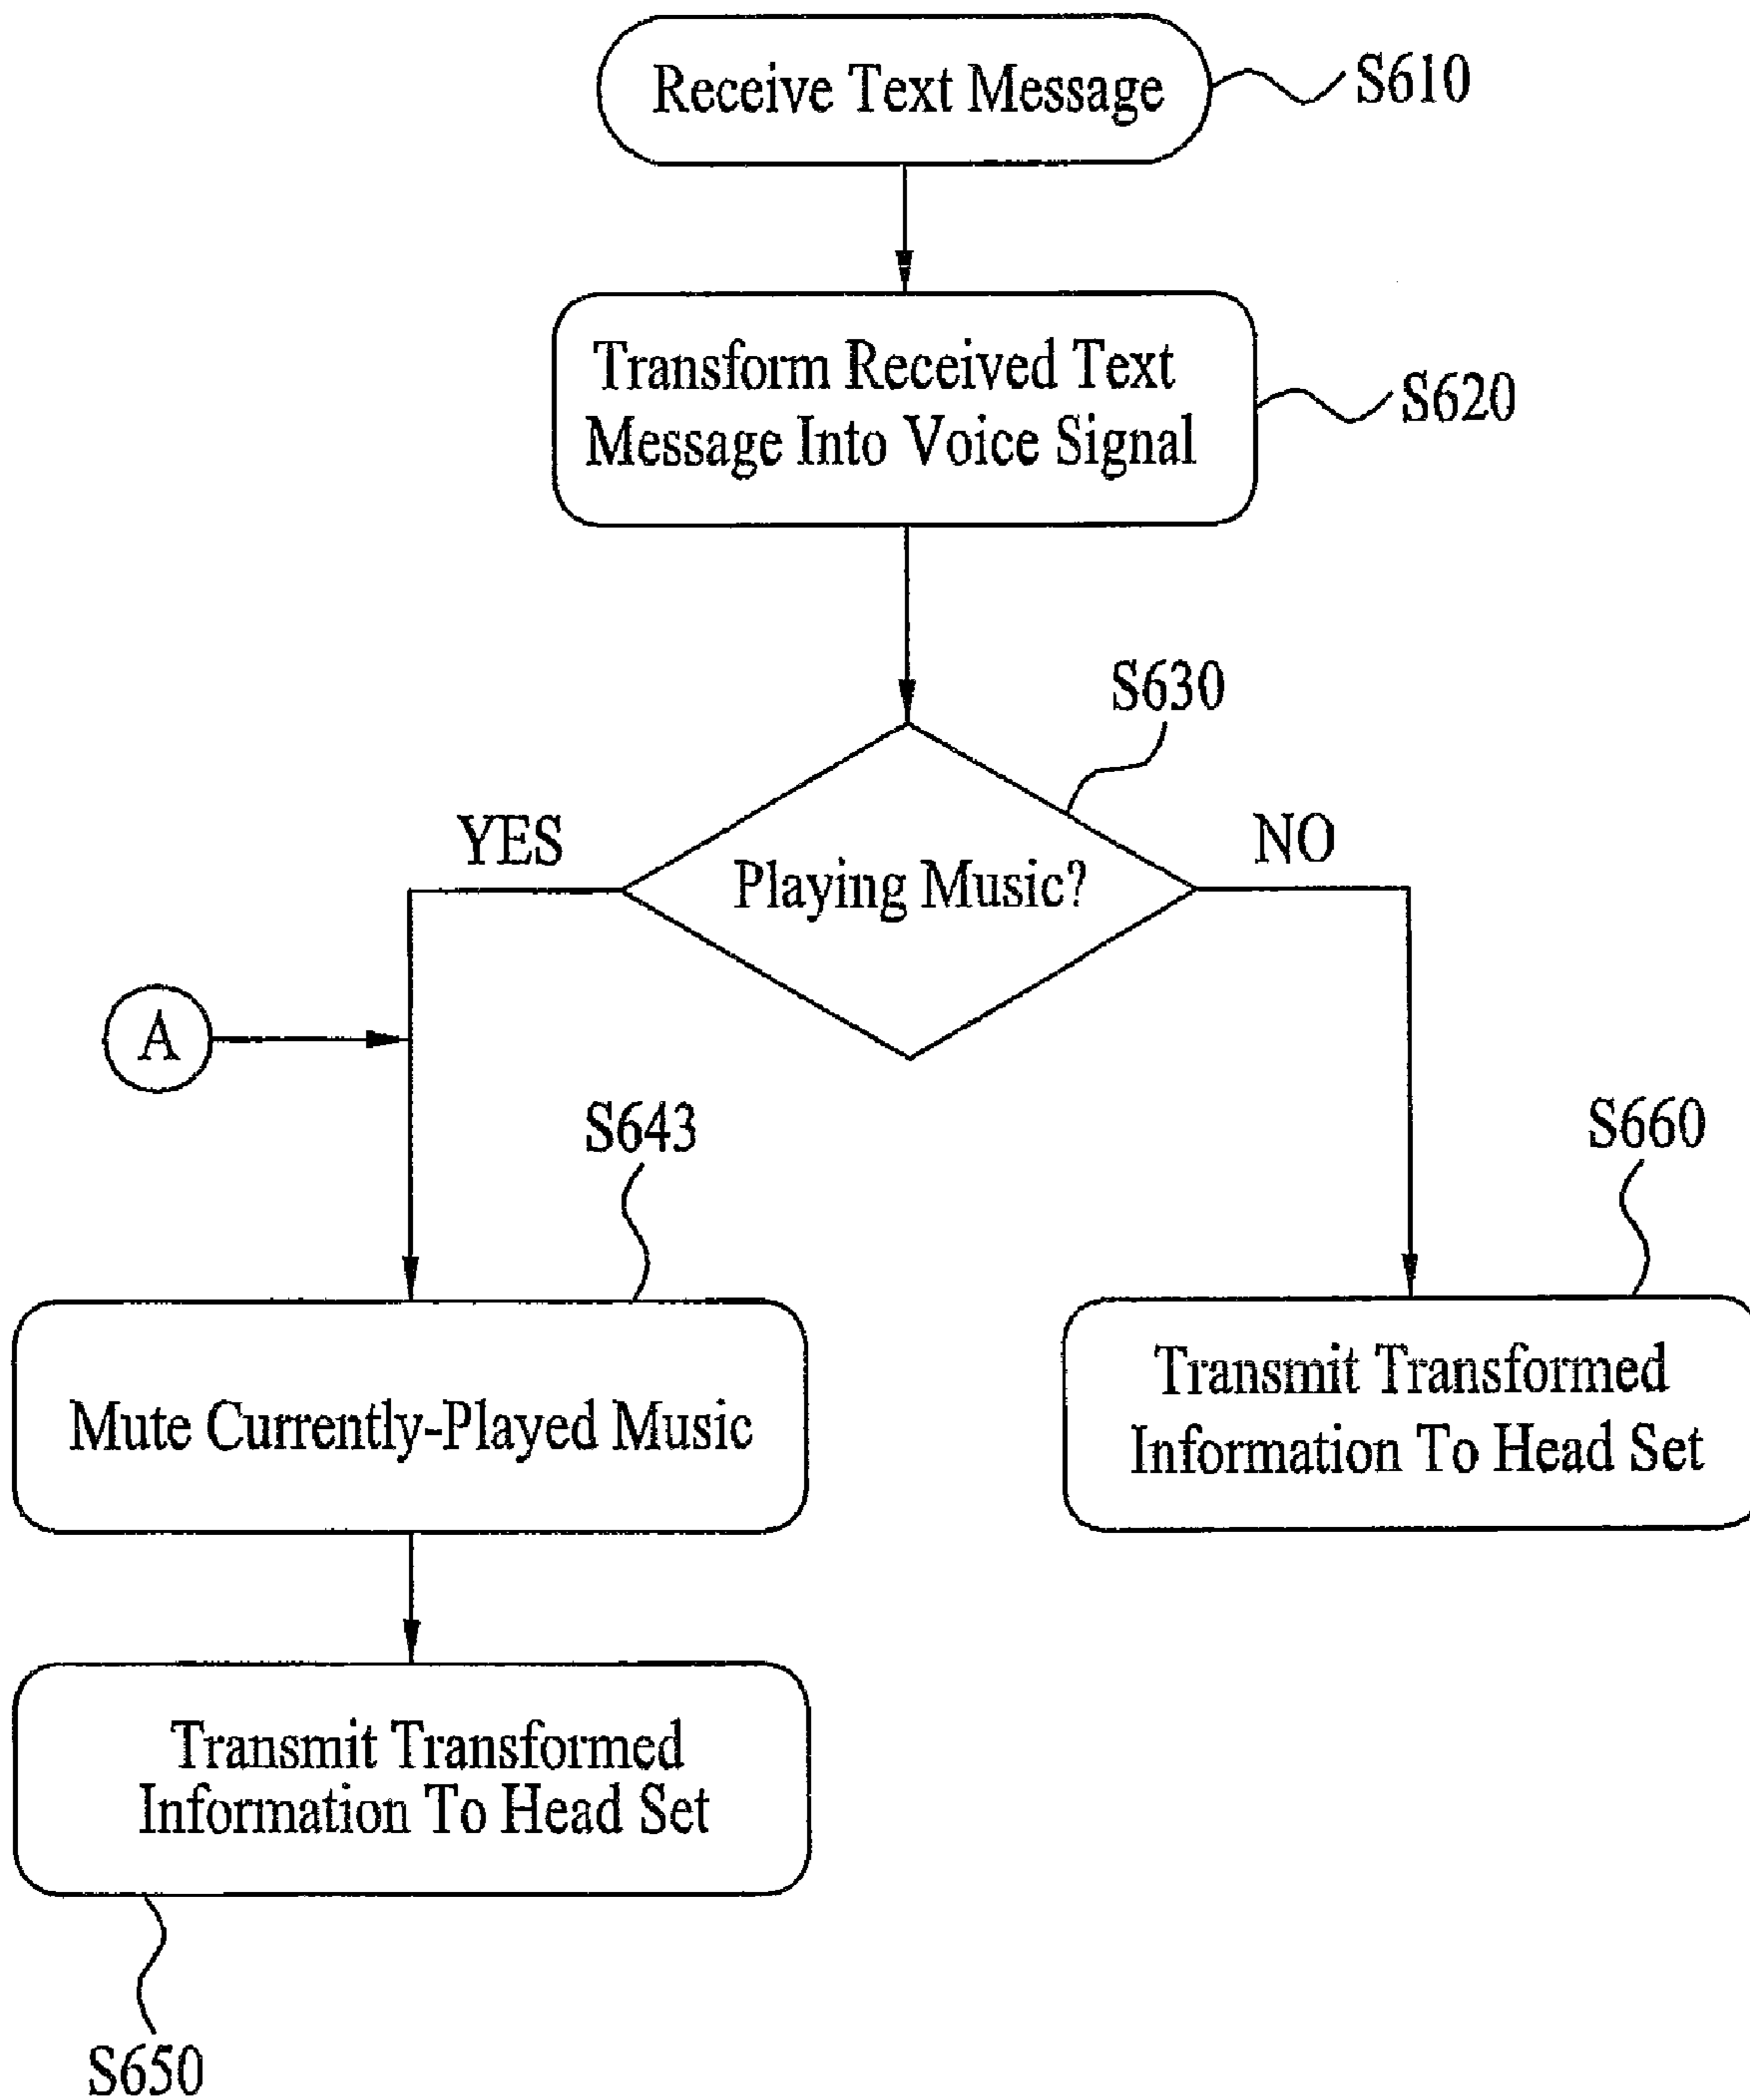 Receive Text Message
S610
Transform Received Text
Message Into Voice Signal
S620
S630
YES
Playing Music?
NO
A
S643
S660
Mute Currently-Played Music
Transmit Transformed
Information To Head Set
Transmit Transformed
Information To Head Set
S650